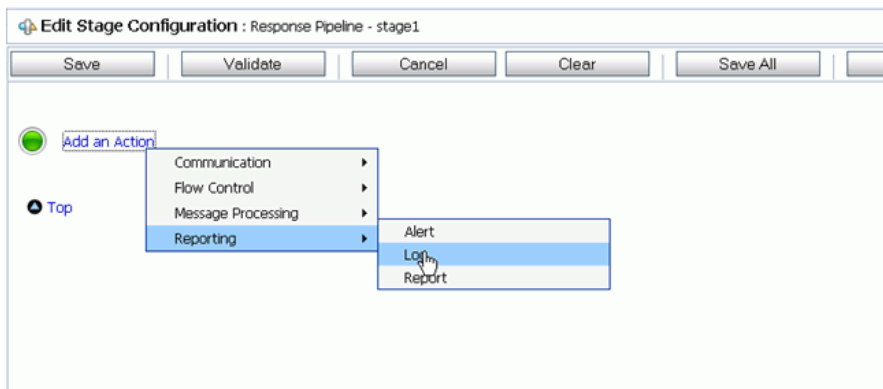 Edit Stage Configuration : Response Pipeline - stage1
Save Validate Cancel Clear Save All
Add an Action
Communication
Flow Control
Message Processing
Reporting
Alert
Log
Report
Top